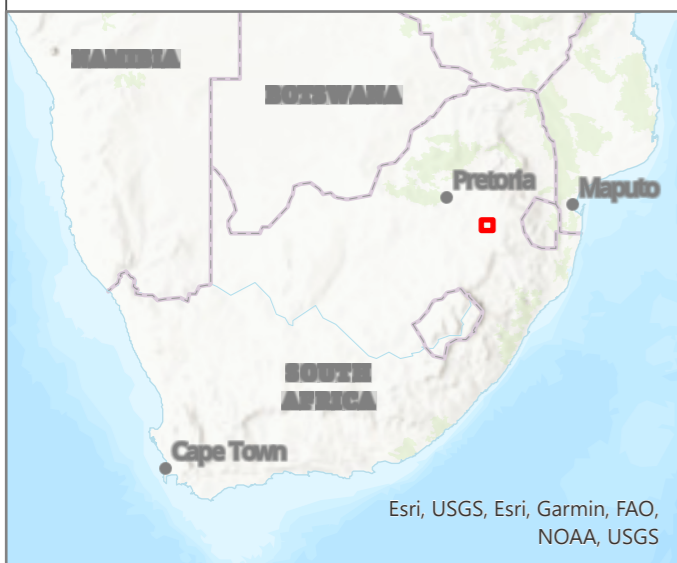 NAMIBIA
BOTSWANA
Pretoria
Maputo
SOUTH
AFRICA
Cape Town
Esri, USGS, Esri, Garmin, FAO,
NOAA, USGS